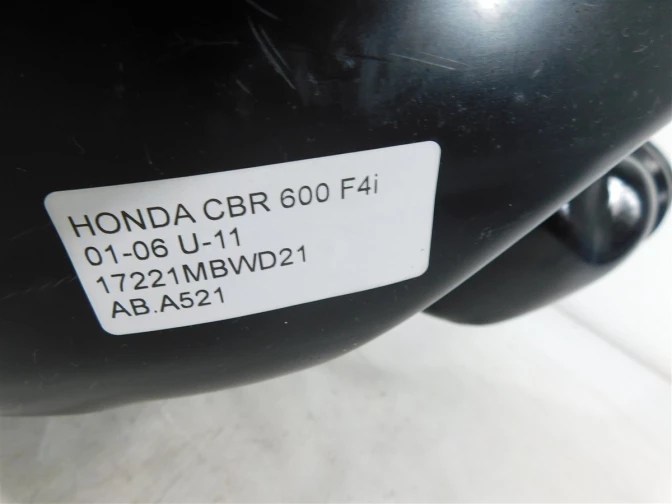 HONDA CBR 600 F4i
01-06 U-11
17221MBWD21
AB.A521